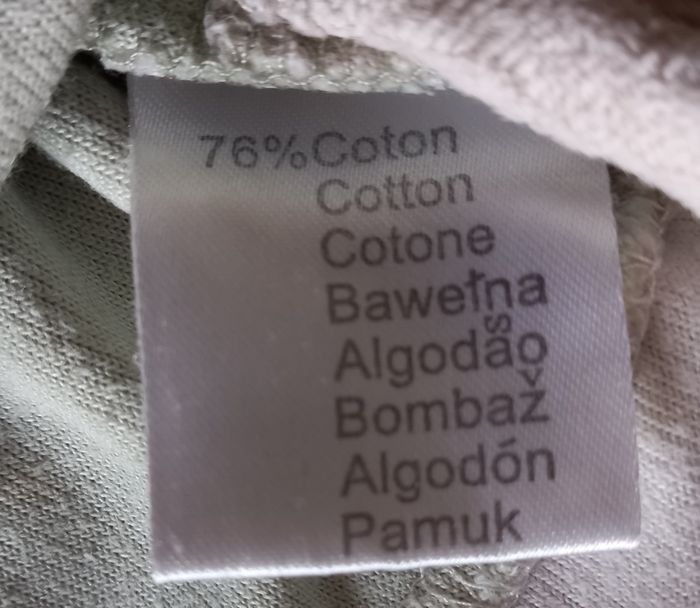 76%Coton
Cotton
Cotone
Bawełna
Algodão
Bombaž
Algodón
Pamuk